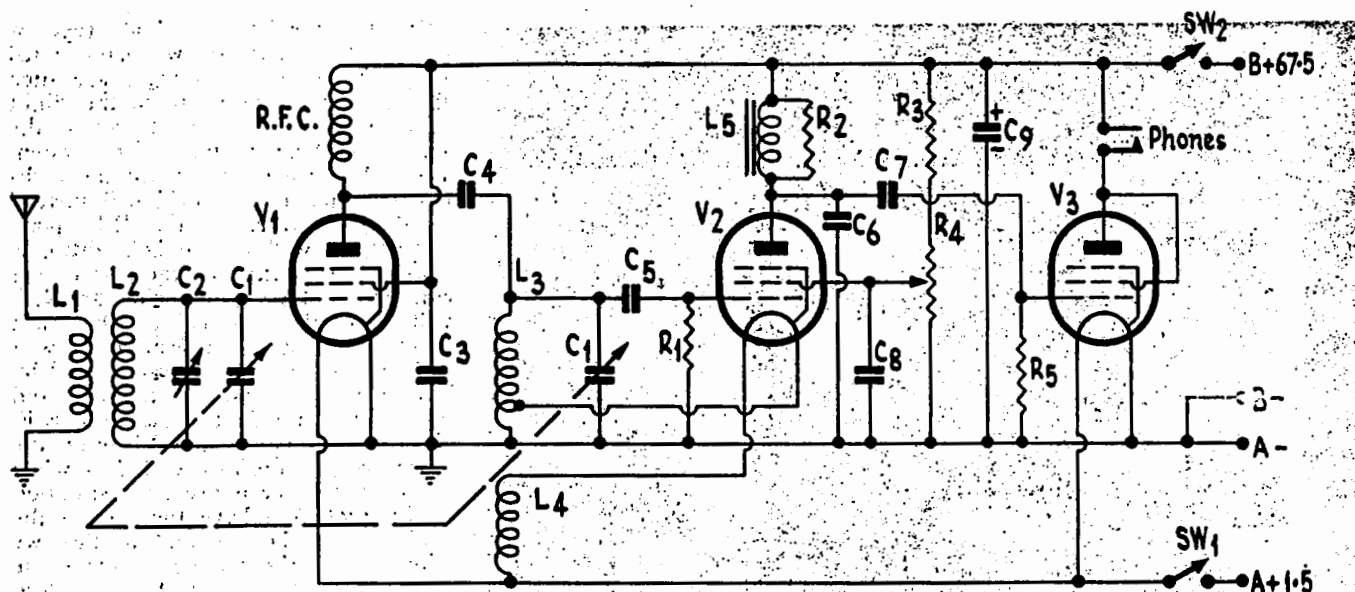 SW2
B+67.5
R.F.C.
L5
R2
R3
C9
Phones
C4
C7
V1
V2
C6
R4
V3
L1
L2
C2
C1
L3
C5
C3
C1
R1
C8
R5
B-
A-
L4
SW1
A+1.5